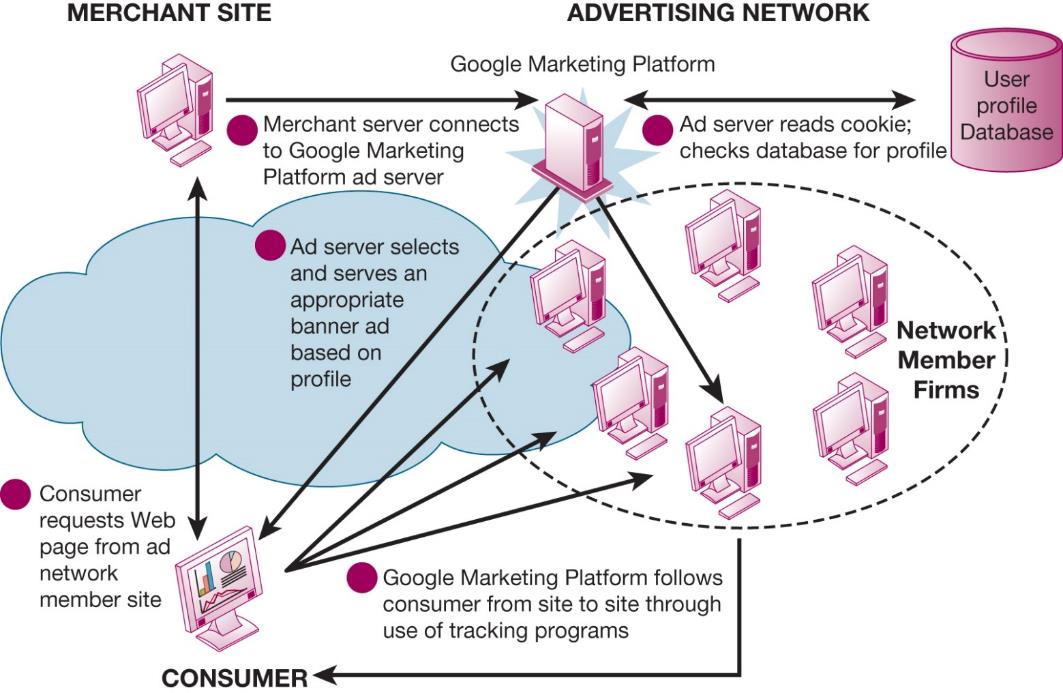 MERCHANT SITE
ADVERTISING NETWORK
Google Marketing Platform
User
profile
Database
Merchant server connects
to Google Marketing
Platform ad server
Ad server reads cookie;
checks database for profile
Ad server selects
and serves an
appropriate
banner ad
based on
profile
Network
Member
Firms
Consumer
requests Web
page from ad
network
member site
Google Marketing Platform follows
consumer from site to site through
use of tracking programs
CONSUMER